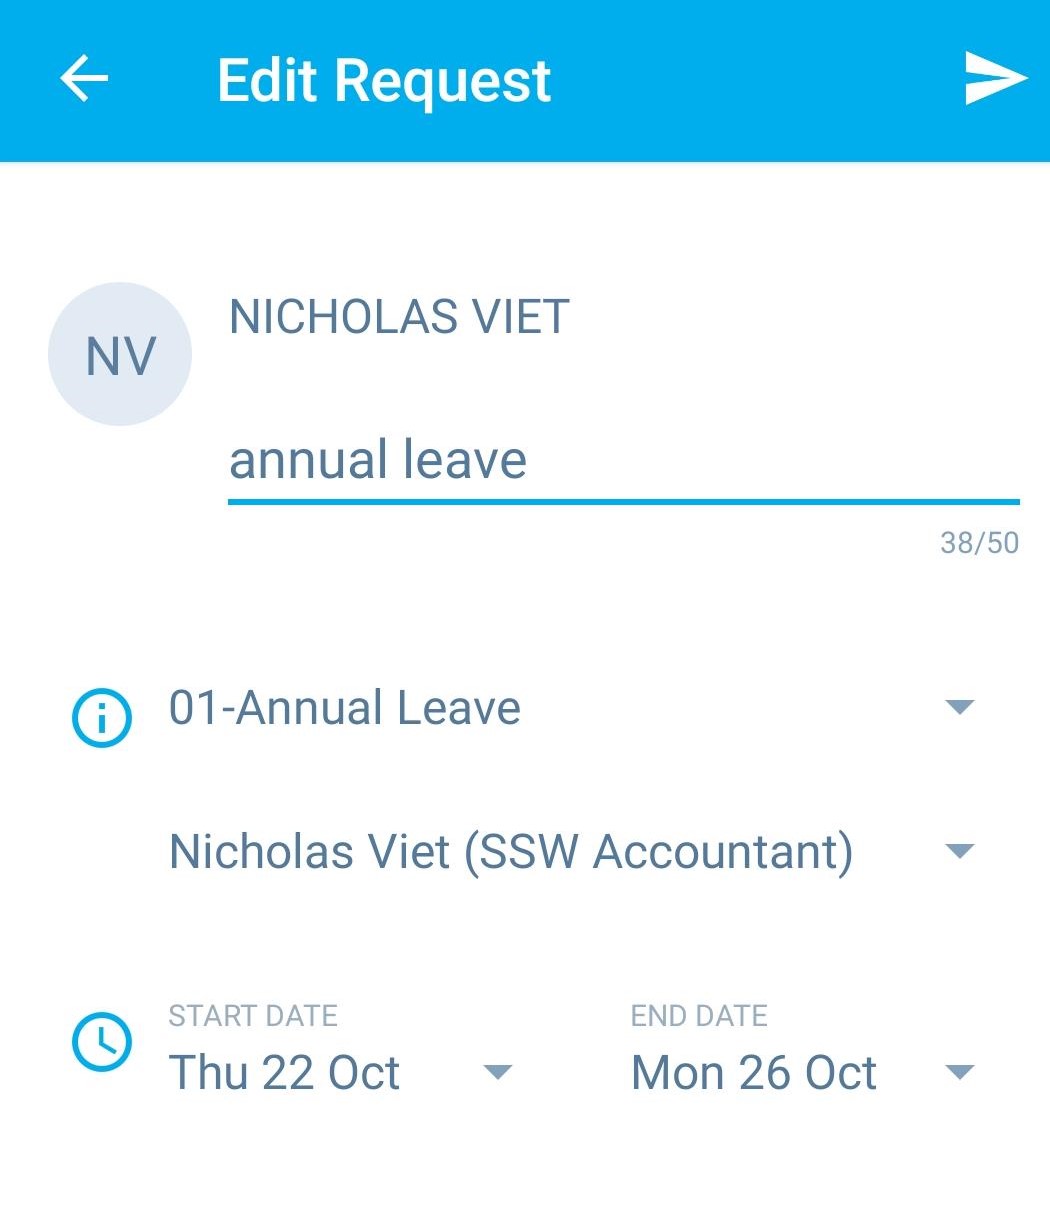 Edit Request
NV
NICHOLAS VIET
annual leave
38/50
01-Annual Leave
Nicholas Viet (SSW Accountant)
START DATE
Thu 22 Oct
END DATE
Mon 26 Oct